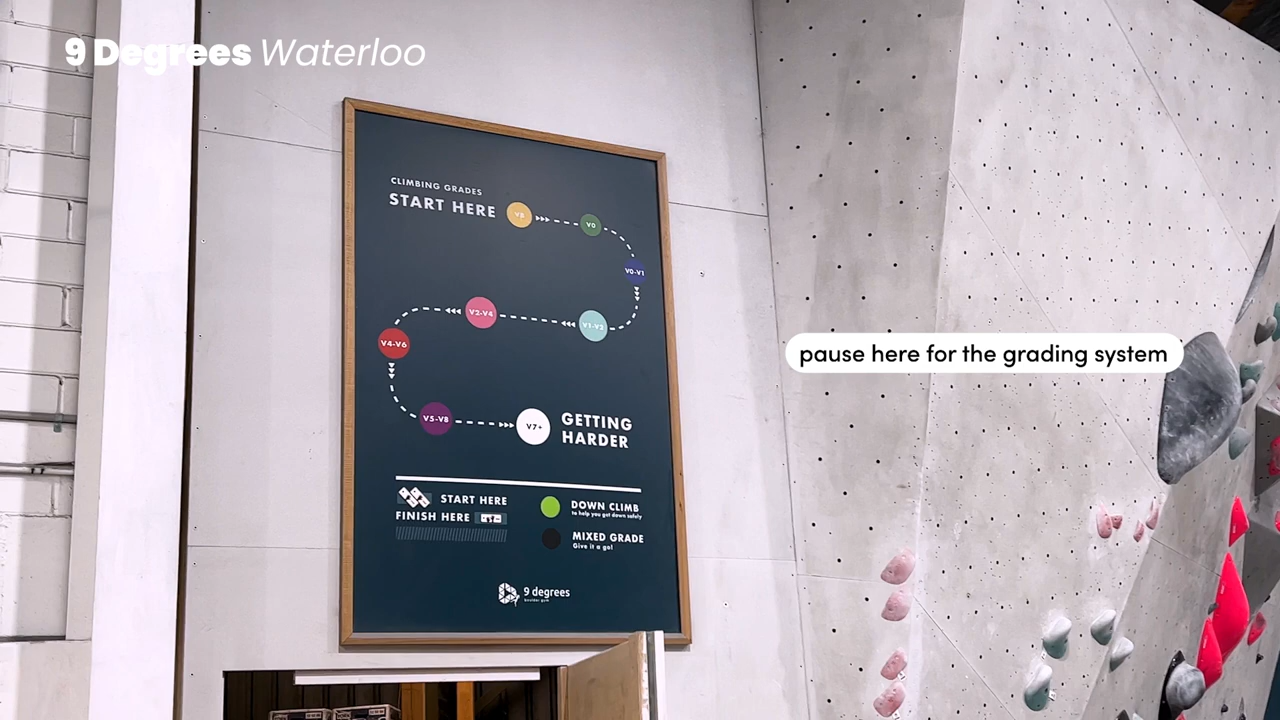 9 Degrees Waterloo
CLIMBING GRADES
START HERE
VB
V0
V0-V1
V2-V4
V1-V2
V4-V6
pause here for the grading system
V5-V8
V7+
GETTING
HARDER
START HERE
FINISH HERE
DOWN CLIMB
to help you get down safely
MIXED GRADE
Give it a go!
9 degrees
boulder gym